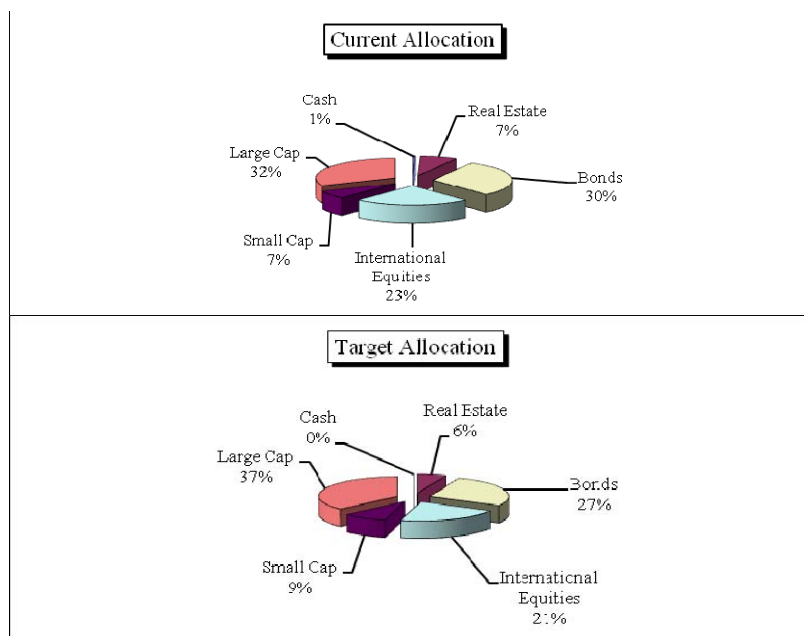 Current Allocation
Cash
1%
Real Estate
7%
Large Cap
32%
Bonds
30%
Small Cap
7%
International
Equities
23%
Target Allocation
Cash
0%
Real Estate
6%
Large Cap
37%
Bonds
27%
Small Cap
9%
International
Equities
21%